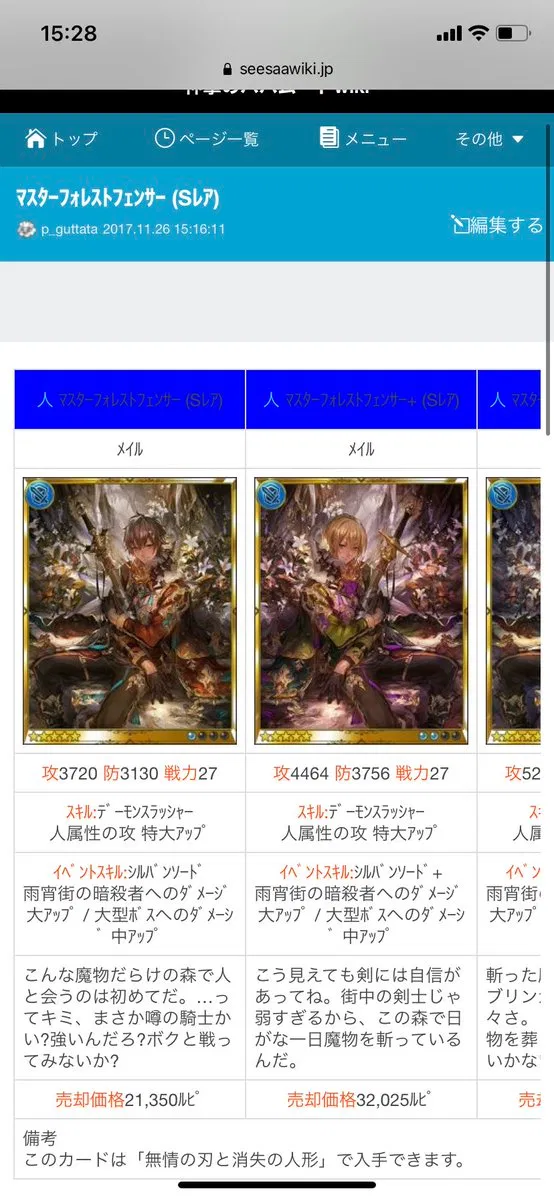 15:28
seesaawiki.jp
トップ
ページ一覧
メニュー
その他 ▼
ﾏｽﾀｰﾌｫﾚｽﾄﾌｪﾝｻｰ (Sﾚｱ)
p_guttata 2017.11.26 15:16:11
編集する
人 ﾏｽﾀｰﾌｫﾚｽﾄﾌｪﾝｻｰ (Sﾚｱ)
人 ﾏｽﾀｰﾌｫﾚｽﾄﾌｪﾝｻｰ+ (Sﾚｱ)
人 ﾏｽﾀ
ﾒｲﾙ
ﾒｲﾙ
攻3720 防3130 戦力27
攻4464 防3756 戦力27
攻52
ｽｷﾙ:ﾃﾞｰﾓﾝｽﾗｯｼｬｰ
人属性の攻 特大ｱｯﾌﾟ
ｽｷﾙ:ﾃﾞｰﾓﾝｽﾗｯｼｬｰ
人属性の攻 特大ｱｯﾌﾟ
人属
ｲﾍﾞﾝﾄｽｷﾙ:ｼﾙﾊﾞﾝｿｰﾄﾞ
雨宵街の暗殺者へのﾀﾞﾒｰｼﾞ
大ｱｯﾌﾟ / 大型ﾎﾞｽへのﾀﾞﾒｰｼ
ﾞ 中ｱｯﾌﾟ
ｲﾍﾞﾝﾄｽｷﾙ:ｼﾙﾊﾞﾝｿｰﾄﾞ+
雨宵街の暗殺者へのﾀﾞﾒｰｼﾞ
大ｱｯﾌﾟ / 大型ﾎﾞｽへのﾀﾞﾒｰｼ
ﾞ 中ｱｯﾌﾟ
ｲﾍﾞﾝ
雨宵街
大ｱｯﾌﾟ
こんな魔物だらけの森で人
と会うのは初めてだ。…っ
てキミ、まさか噂の騎士か
い?強いんだろ?ボクと戦っ
てみないか?
こう見えても剣には自信が
あってね。街中の剣士じゃ
弱すぎるから、この森で日
がな一日魔物を斬っている
んだ。
斬った
ブリン
々さ。
物を葬
いかな
売却価格21,350ﾙﾋﾟ
売却価格32,025ﾙﾋﾟ
売却
備考
このカードは「無情の刃と消失の人形」で入手できます。